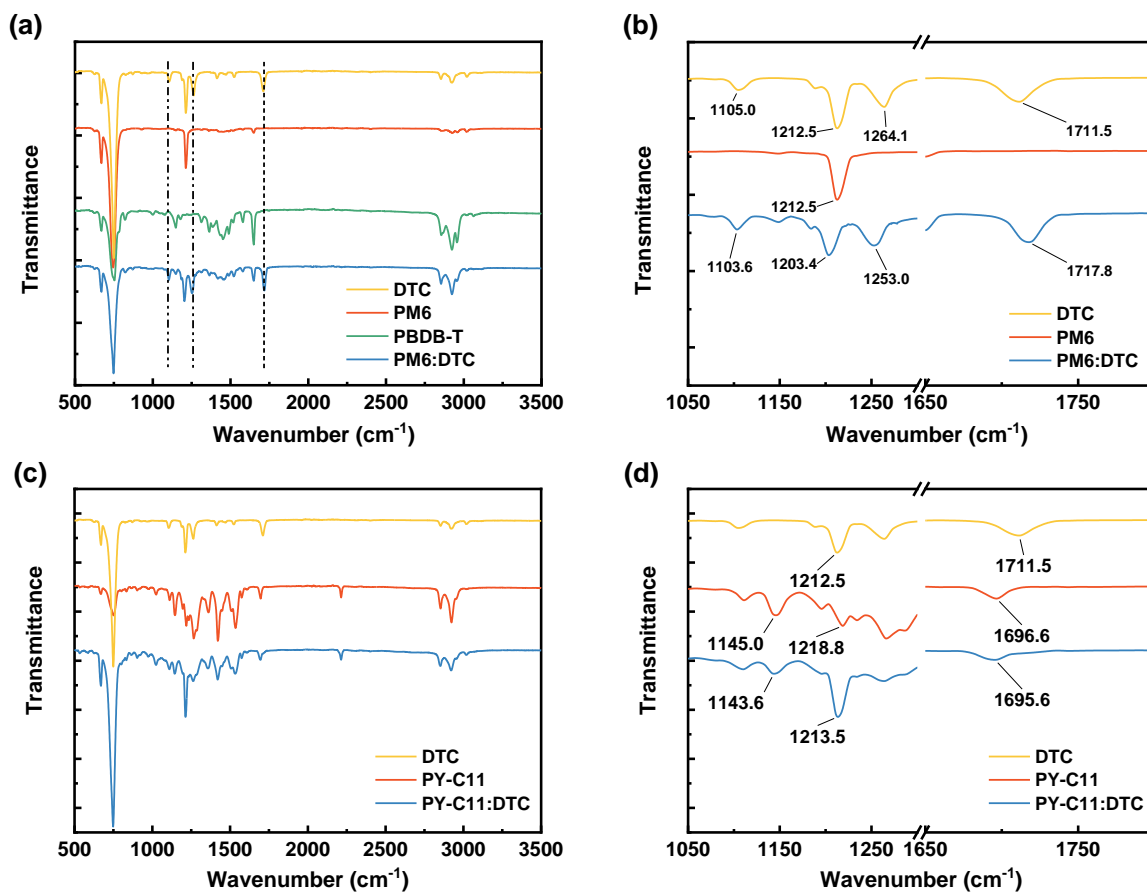 (a)
Transmittance
DTC
PM6
PBDB-T
PM6:DTC
500 1000 1500 2000 2500 3000 3500
Wavenumber (cm⁻¹)
(b)
Transmittance
1105.0
1212.5
1264.1
1711.5
1212.5
1103.6
1203.4
1253.0
1717.8
DTC
PM6
PM6:DTC
1050 1150 1250 1650 1750
Wavenumber (cm⁻¹)
(c)
Transmittance
DTC
PY-C11
PY-C11:DTC
500 1000 1500 2000 2500 3000 3500
Wavenumber (cm⁻¹)
(d)
Transmittance
1212.5
1711.5
1145.0
1218.8
1696.6
1143.6
1213.5
1695.6
DTC
PY-C11
PY-C11:DTC
1050 1150 1250 1650 1750
Wavenumber (cm⁻¹)